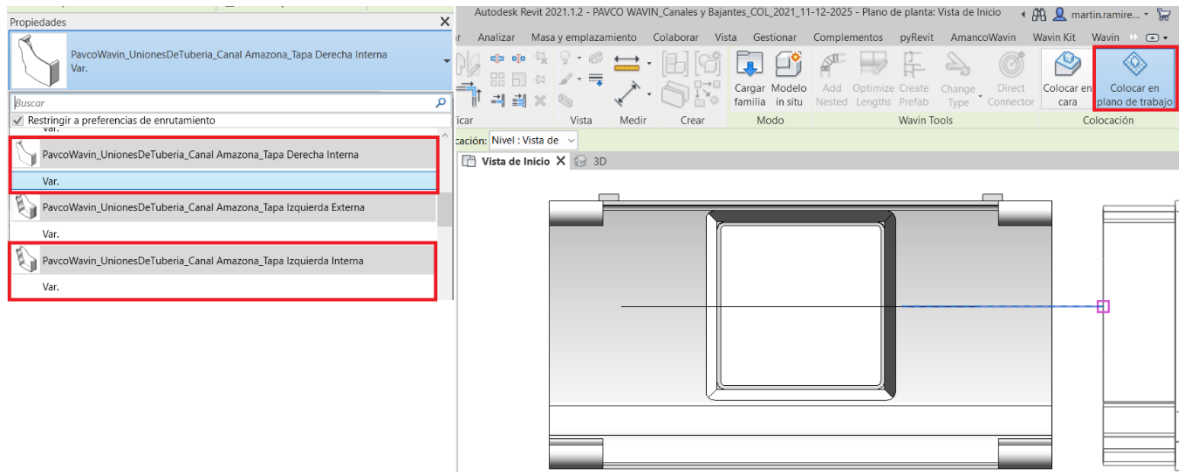 Propiedades
PavcoWavin_UnionesDeTuberia_Canal Amazona_Tapa Derecha Interna
Var.
Buscar
Restringir a preferencias de enrutamiento
Var.
PavcoWavin_UnionesDeTuberia_Canal Amazona_Tapa Derecha Interna
Var.
PavcoWavin_UnionesDeTuberia_Canal Amazona_Tapa Izquierda Externa
Var.
PavcoWavin_UnionesDeTuberia_Canal Amazona_Tapa Izquierda Interna
Var.
Autodesk Revit 2021.1.2 - PAVCO WAVIN_Canales y Bajantes_COL_2021_11-12-2025 - Plano de planta: Vista de Inicio
martin.ramire...
r Analizar Masa y emplazamiento Colaborar Vista Gestionar Complementos pyRevit AmancoWavin Wavin Kit Wavin
Cargar familia
Modelo in situ
Add Nested
Optimize Lengths
Create Prefab
Change Type
Direct Connector
Colocar en cara
Colocar en plano de trabajo
ficar Vista Medir Crear Modo Wavin Tools Colocación
cación: Nivel : Vista de
Vista de Inicio 3D